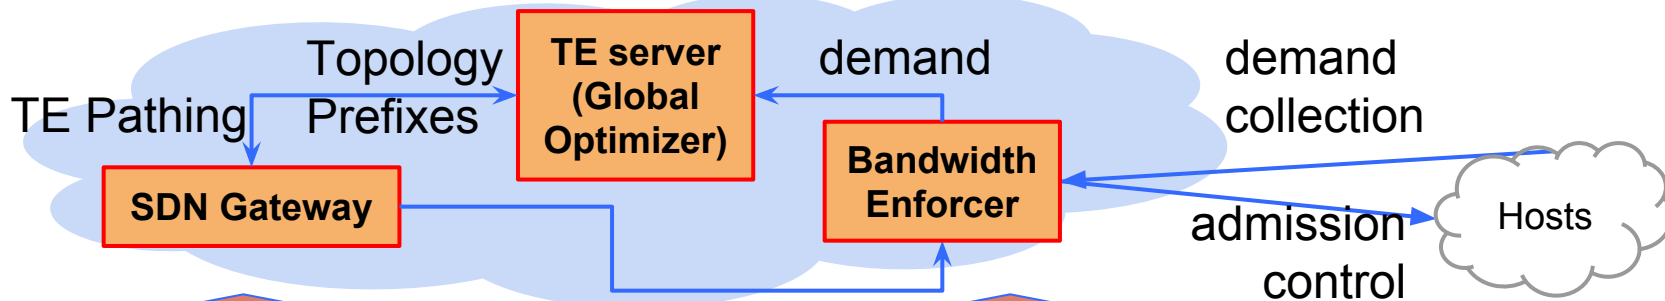 TE Pathing
Topology
Prefixes
TE server
(Global
Optimizer)
demand
demand
collection
SDN Gateway
Bandwidth
Enforcer
admission
control
Hosts